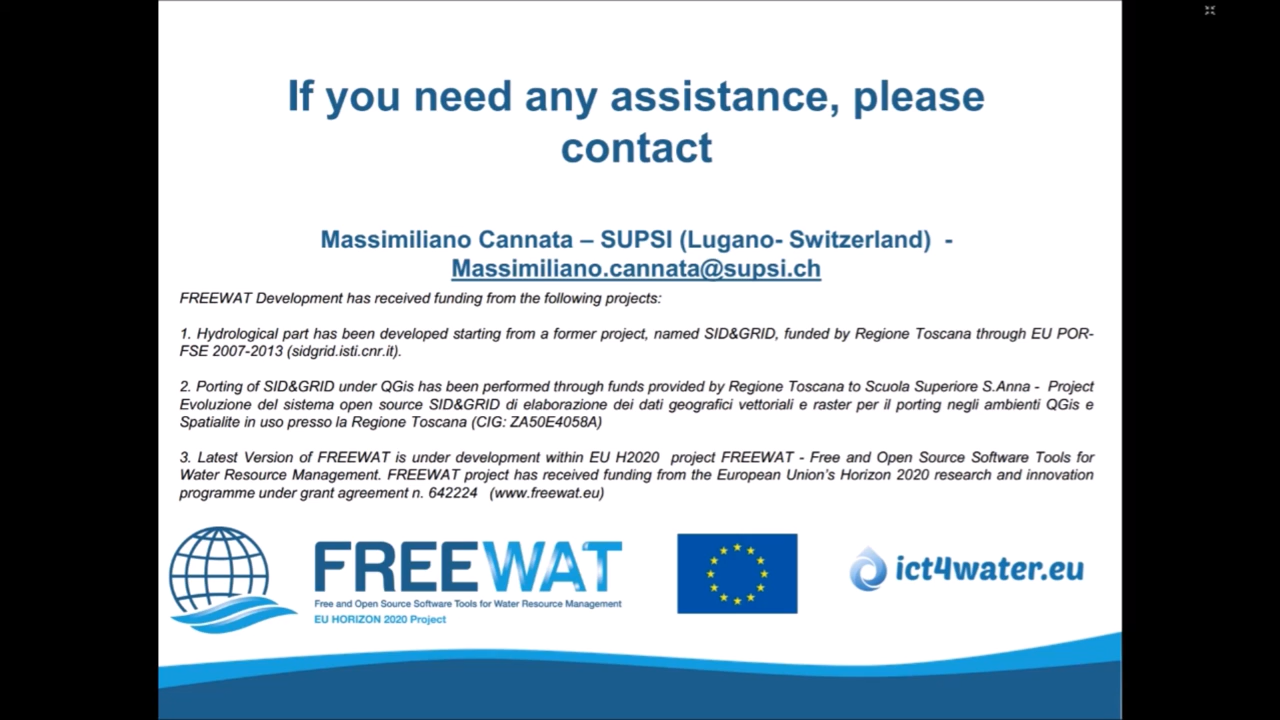 If you need any assistance, please
contact
Massimiliano Cannata – SUPSI (Lugano- Switzerland) -
Massimiliano.cannata@supsi.ch
FREEWAT Development has received funding from the following projects:
1. Hydrological part has been developed starting from a former project, named SID&GRID, funded by Regione Toscana through EU POR-
FSE 2007-2013 (sidgrid.isti.cnr.it).
2. Porting of SID&GRID under QGis has been performed through funds provided by Regione Toscana to Scuola Superiore S.Anna - Project
Evoluzione del sistema open source SID&GRID di elaborazione dei dati geografici vettoriali e raster per il porting negli ambienti QGis e
Spatialite in uso presso la Regione Toscana (CIG: ZA50E4058A)
3. Latest Version of FREEWAT is under development within EU H2020 project FREEWAT - Free and Open Source Software Tools for
Water Resource Management. FREEWAT project has received funding from the European Union's Horizon 2020 research and innovation
programme under grant agreement n. 642224 (www.freewat.eu)
FREEWAT
Free and Open Source Software Tools for Water Resource Management
EU HORIZON 2020 Project
ict4water.eu